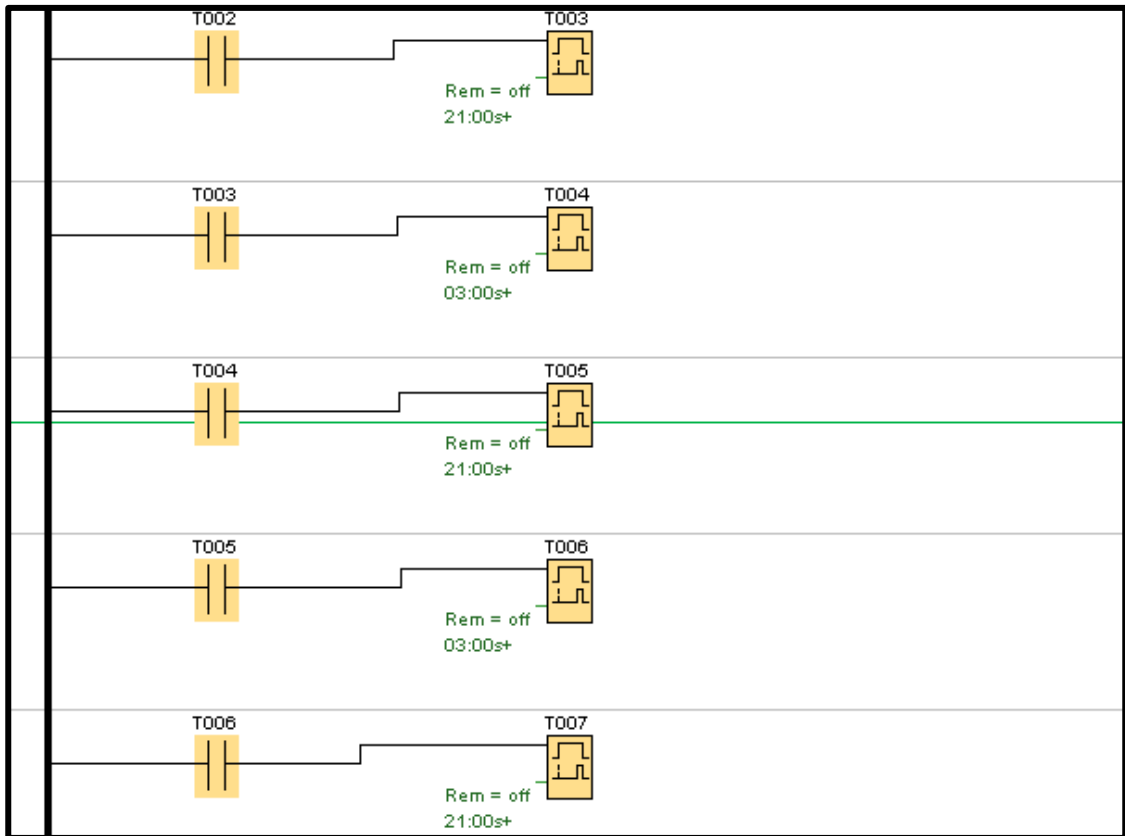 T002 T003
Rem = off
21:00s+
T003 T004
Rem = off
03:00s+
T004 T005
Rem = off
21:00s+
T005 T006
Rem = off
03:00s+
T006 T007
Rem = off
21:00s+